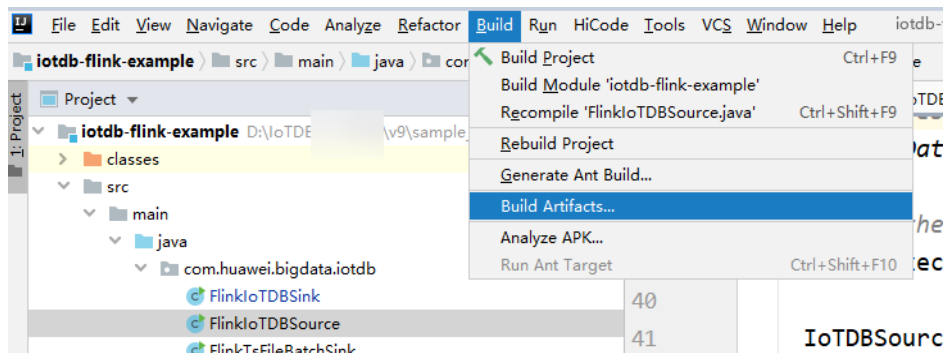 File Edit View Navigate Code Analyze Refactor Build Run HiCode Tools VCS Window Help iotdb-
iotdb-flink-example src main java cor
Build Project Ctrl+F9
Build Module 'iotdb-flink-example'
Recompile 'FlinkIoTDBSource.java' Ctrl+Shift+F9
Rebuild Project
Generate Ant Build...
Build Artifacts...
Analyze APK...
Run Ant Target Ctrl+Shift+F10
1: Project
Project
iotdb-flink-example D:\IoTDB \v9\sample_
classes
src
main
java
com.huawei.bigdata.iotdb
FlinkIoTDBSink
FlinkIoTDBSource
FlinkTsFileBatchSink
40
41
IoTDBSourc